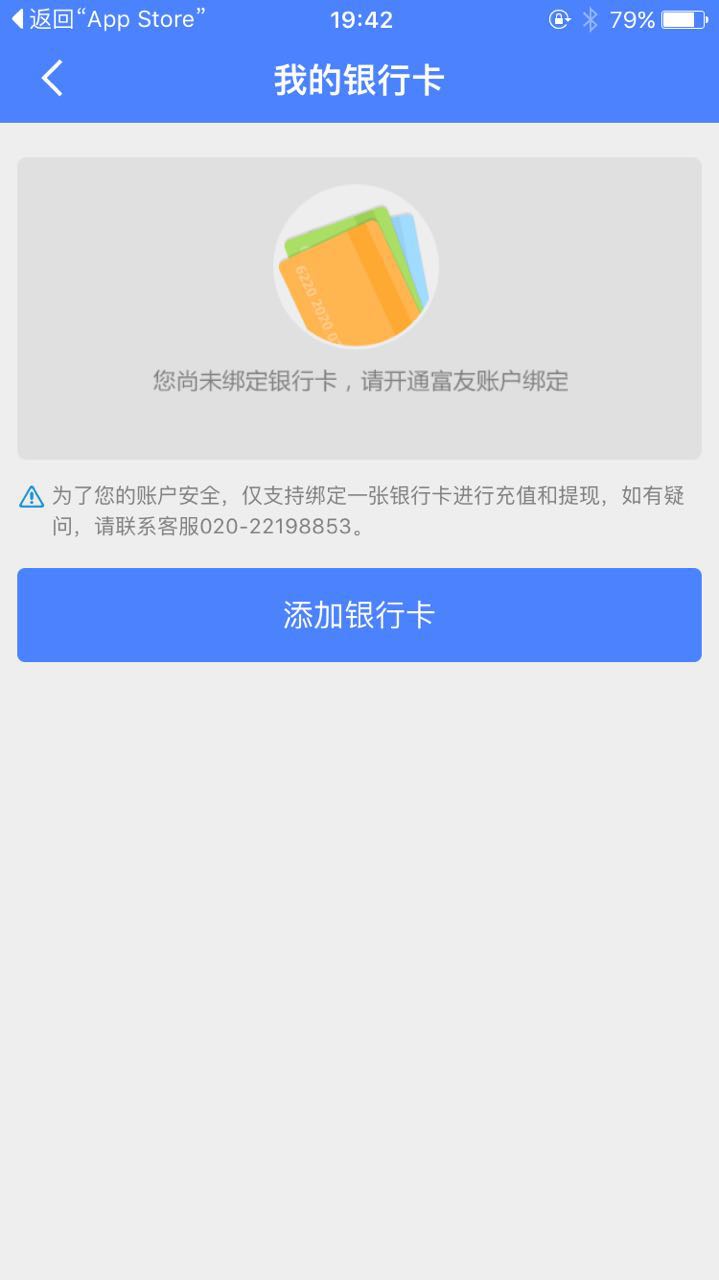 返回“App Store”
19:42
79%
我的银行卡
6220 2020 0
您尚未绑定银行卡，请开通富友账户绑定
为了您的账户安全，仅支持绑定一张银行卡进行充值和提现，如有疑
问，请联系客服020-22198853。
添加银行卡